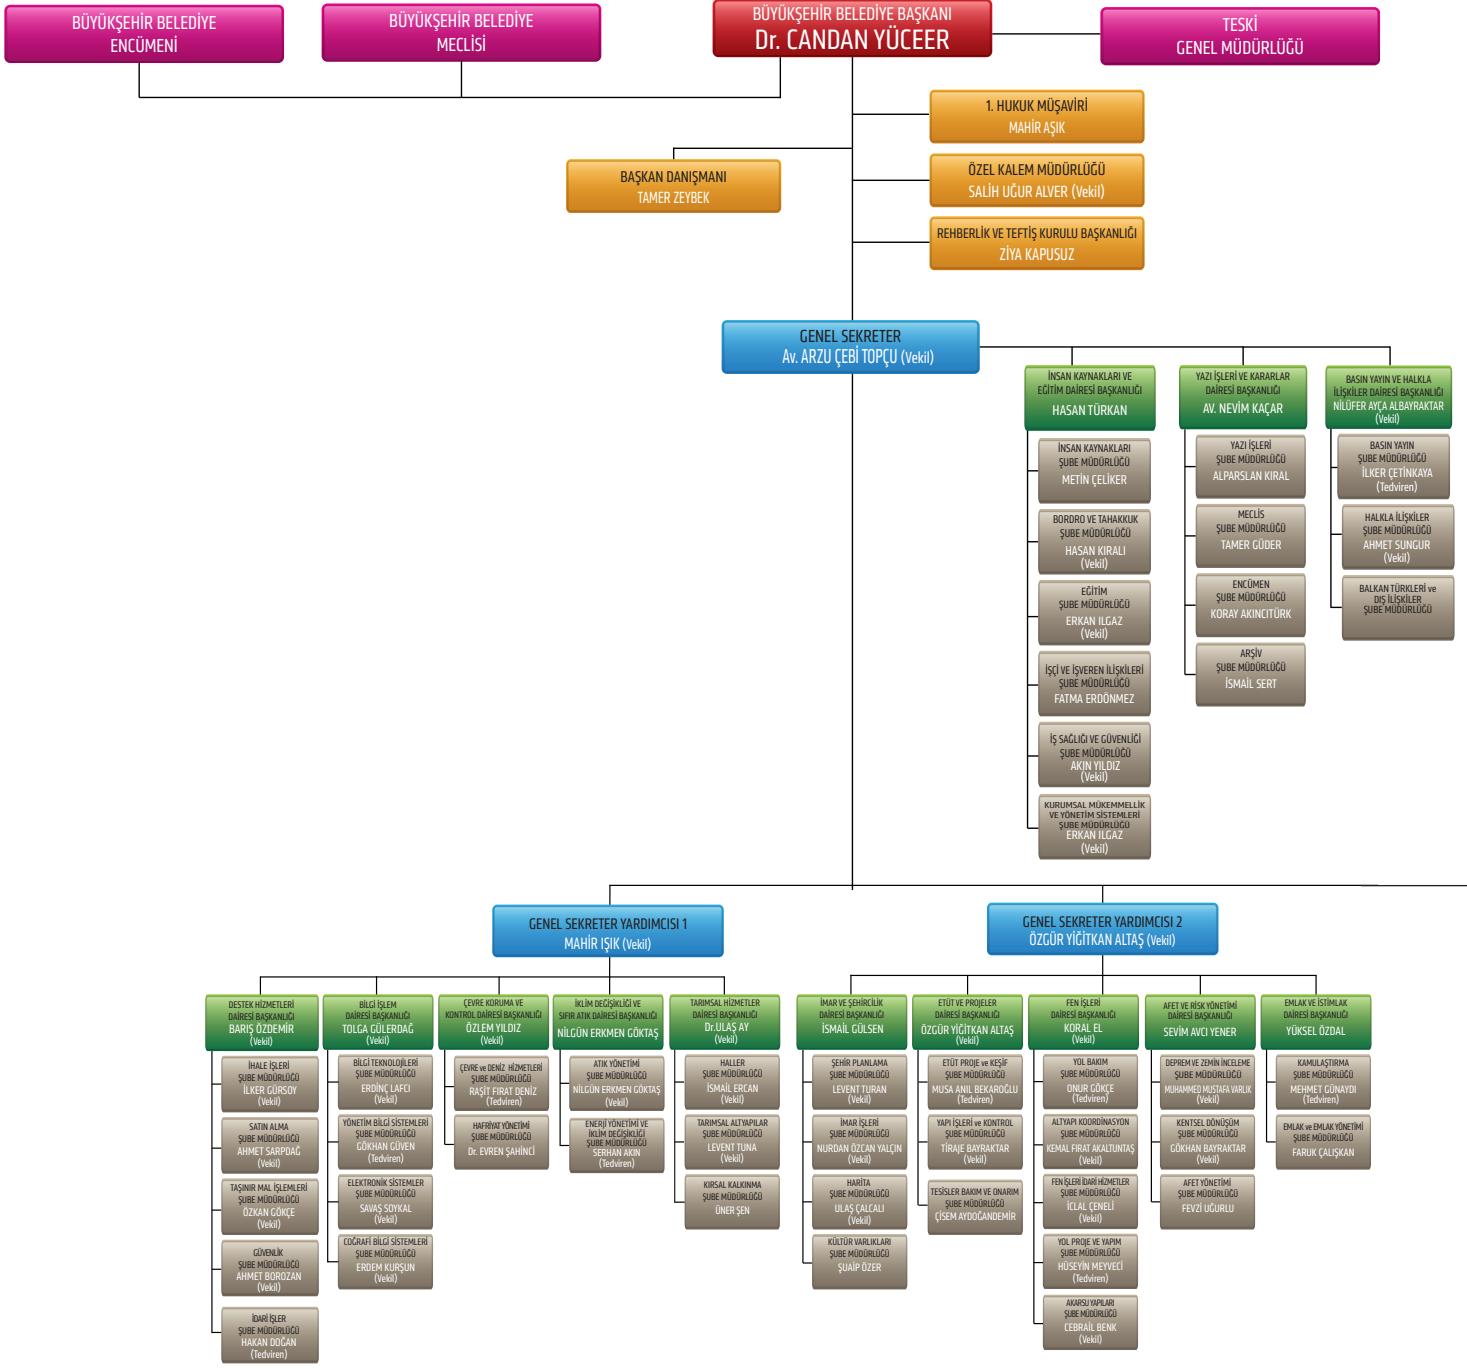 BÜYÜKŞEHİR BELEDİYE
ENCÜMENİ
BÜYÜKŞEHİR BELEDİYE
MECLİSİ
BÜYÜKŞEHİR BELEDİYE BAŞKANI
Dr. CANDAN YÜCEER
TESKİ
GENEL MÜDÜRLÜĞÜ
1. HUKUK MÜŞAVİRİ
MAHİR AŞIK
BAŞKAN DANIŞMANI
TAMER ZEYBEK
ÖZEL KALEM MÜDÜRLÜĞÜ
SALİH UĞUR ALVER (Vekil)
REHBERLİK VE TEFTİŞ KURULU BAŞKANLIĞI
ZİYA KAPUSUZ
GENEL SEKRETER
Av. ARZU ÇEBİ TOPÇU (Vekil)
İNSAN KAYNAKLARI VE
EĞİTİM DAİRESİ BAŞKANLIĞI
HASAN TÜRKAN
İNSAN KAYNAKLARI
ŞUBE MÜDÜRLÜĞÜ
METİN ÇELİKER
BORDRO VE TAHAKKUK
ŞUBE MÜDÜRLÜĞÜ
HASAN KIRALI
(Vekil)
EĞİTİM
ŞUBE MÜDÜRLÜĞÜ
ERKAN ILGAZ
(Vekil)
İŞÇİ VE İŞVEREN İLİŞKİLERİ
ŞUBE MÜDÜRLÜĞÜ
FATMA ERDÖNMEZ
İŞ SAĞLIĞI VE GÜVENLİĞİ
ŞUBE MÜDÜRLÜĞÜ
AKIN YILDIZ
(Vekil)
KURUMSAL MÜKEMMELLİK
VE YÖNETİM SİSTEMLERİ
ŞUBE MÜDÜRLÜĞÜ
ERKAN ILGAZ
(Vekil)
YAZI İŞLERİ VE KARARLAR
DAİRESİ BAŞKANLIĞI
AV. NEVİM KAÇAR
YAZI İŞLERİ
ŞUBE MÜDÜRLÜĞÜ
ALPARSLAN KIRAL
MECLİS
ŞUBE MÜDÜRLÜĞÜ
TAMER GÜDER
ENCÜMEN
ŞUBE MÜDÜRLÜĞÜ
KORAY AKINCITÜRK
ARŞİV
ŞUBE MÜDÜRLÜĞÜ
İSMAİL SERT
BASIN YAYIN VE HALKLA
İLİŞKİLER DAİRESİ BAŞKANLIĞI
NİLÜFER AYÇA ALBAYRAKTAR
(Vekil)
BASIN YAYIN
ŞUBE MÜDÜRLÜĞÜ
İLKER ÇETİNKAYA
(Tedviren)
HALKLA İLİŞKİLER
ŞUBE MÜDÜRLÜĞÜ
AHMET SUNGUR
(Vekil)
BALKAN TÜRKLERİ ve
DIŞ İLİŞKİLER
ŞUBE MÜDÜRLÜĞÜ
GENEL SEKRETER YARDIMCISI 1
MAHİR IŞIK (Vekil)
GENEL SEKRETER YARDIMCISI 2
ÖZGÜR YİĞİTKAN ALTAŞ (Vekil)
DESTEK HİZMETLERİ
DAİRESİ BAŞKANLIĞI
BARIŞ ÖZDEMİR
(Vekil)
İHALE İŞLERİ
ŞUBE MÜDÜRLÜĞÜ
İLKER GÜRSOY
(Vekil)
SATIN ALMA
ŞUBE MÜDÜRLÜĞÜ
AHMET SARPDAĞ
(Vekil)
TAŞINIR MAL İŞLEMLERİ
ŞUBE MÜDÜRLÜĞÜ
ÖZKAN GÖKÇE
(Vekil)
GÜVENLİK
ŞUBE MÜDÜRLÜĞÜ
AHMET BOROZAN
(Vekil)
İDARİ İŞLER
ŞUBE MÜDÜRLÜĞÜ
HAKAN DOĞAN
(Tedviren)
BİLGİ İŞLEM
DAİRESİ BAŞKANLIĞI
TOLGA GÜLERDAĞ
(Vekil)
BİLGİ TEKNOLOJİLERİ
ŞUBE MÜDÜRLÜĞÜ
ERDİNÇ LAFCI
(Vekil)
YÖNETİM BİLGİ SİSTEMLERİ
ŞUBE MÜDÜRLÜĞÜ
GÖKHAN GÜVEN
(Tedviren)
ELEKTRONİK SİSTEMLER
ŞUBE MÜDÜRLÜĞÜ
SAVAŞ SOYKAL
(Vekil)
COĞRAFİ BİLGİ SİSTEMLERİ
ŞUBE MÜDÜRLÜĞÜ
ERDEM KURŞUN
(Vekil)
ÇEVRE KORUMA VE
KONTROL DAİRESİ BAŞKANLIĞI
ÖZLEM YILDIZ
(Vekil)
ÇEVRE ve DENİZ HİZMETLERİ
ŞUBE MÜDÜRLÜĞÜ
RAŞİT FIRAT DENİZ
(Tedviren)
HAFRİYAT YÖNETİMİ
ŞUBE MÜDÜRLÜĞÜ
Dr. EVREN ŞAHİNCİ
İKLİM DEĞİŞİKLİĞİ VE
SIFIR ATIK DAİRESİ BAŞKANLIĞI
NİLGÜN ERKMEN GÖKTAŞ
ATIK YÖNETİMİ
ŞUBE MÜDÜRLÜĞÜ
NİLGÜN ERKMEN GÖKTAŞ
(Vekil)
ENERJİ YÖNETİMİ VE
İKLİM DEĞİŞİKLİĞİ
ŞUBE MÜDÜRLÜĞÜ
SERHAN AKIN
(Tedviren)
TARIMSAL HİZMETLER
DAİRESİ BAŞKANLIĞI
Dr.ULAŞ AY
(Vekil)
HALLER
ŞUBE MÜDÜRLÜĞÜ
İSMAİL ERCAN
(Vekil)
TARIMSAL ALTYAPILAR
ŞUBE MÜDÜRLÜĞÜ
LEVENT TUNA
(Vekil)
KIRSAL KALKINMA
ŞUBE MÜDÜRLÜĞÜ
ÜNER ŞEN
İMAR VE ŞEHİRCİLİK
DAİRESİ BAŞKANLIĞI
İSMAİL GÜLSEN
ŞEHİR PLANLAMA
ŞUBE MÜDÜRLÜĞÜ
LEVENT TURAN
(Vekil)
İMAR İŞLERİ
ŞUBE MÜDÜRLÜĞÜ
NURDAN ÖZCAN YALÇIN
(Vekil)
HARİTA
ŞUBE MÜDÜRLÜĞÜ
ULAŞ ÇALCALI
(Vekil)
KÜLTÜR VARLIKLARI
ŞUBE MÜDÜRLÜĞÜ
ŞUAİP ÖZER
ETÜT VE PROJELER
DAİRESİ BAŞKANLIĞI
ÖZGÜR YİĞİTKAN ALTAŞ
(Vekil)
ETÜT PROJE ve KEŞİF
ŞUBE MÜDÜRLÜĞÜ
MUSA ANIL BEKAROĞLU
(Tedviren)
YAPI İŞLERİ ve KONTROL
ŞUBE MÜDÜRLÜĞÜ
TİRAJE BAYRAKTAR
(Vekil)
TESİSLER BAKIM VE ONARIM
ŞUBE MÜDÜRLÜĞÜ
ÇİSEM AYDOĞANDEMİR
FEN İŞLERİ
DAİRESİ BAŞKANLIĞI
KORAL EL
(Vekil)
YOL BAKIM
ŞUBE MÜDÜRLÜĞÜ
ONUR GÖKÇE
(Tedviren)
ALTYAPI KOORDİNASYON
ŞUBE MÜDÜRLÜĞÜ
KEMAL FIRAT AKALTUNTAŞ
(Vekil)
FEN İŞLERİ İDARİ HİZMETLER
ŞUBE MÜDÜRLÜĞÜ
İCLAL ÇENELİ
(Vekil)
YOL PROJE VE YAPIM
ŞUBE MÜDÜRLÜĞÜ
HÜSEYİN MEYVECİ
(Tedviren)
AKARSU YAPILARI
ŞUBE MÜDÜRLÜĞÜ
CEBRAİL BENK
(Vekil)
AFET VE RİSK YÖNETİMİ
DAİRESİ BAŞKANLIĞI
SEVİM AVCI YENER
DEPREM VE ZEMİN İNCELEME
ŞUBE MÜDÜRLÜĞÜ
MUHAMMED MUSTAFA VARLIK
(Vekil)
KENTSEL DÖNÜŞÜM
ŞUBE MÜDÜRLÜĞÜ
GÖKHAN BAYRAKTAR
(Vekil)
AFET YÖNETİMİ
ŞUBE MÜDÜRLÜĞÜ
FEVZİ UĞURLU
EMLAK VE İSTİMLAK
DAİRESİ BAŞKANLIĞI
YÜKSEL ÖZDAL
KAMULAŞTIRMA
ŞUBE MÜDÜRLÜĞÜ
MEHMET GÜNAYDI
(Tedviren)
EMLAK ve EMLAK YÖNETİMİ
ŞUBE MÜDÜRLÜĞÜ
FARUK ÇALIŞKAN